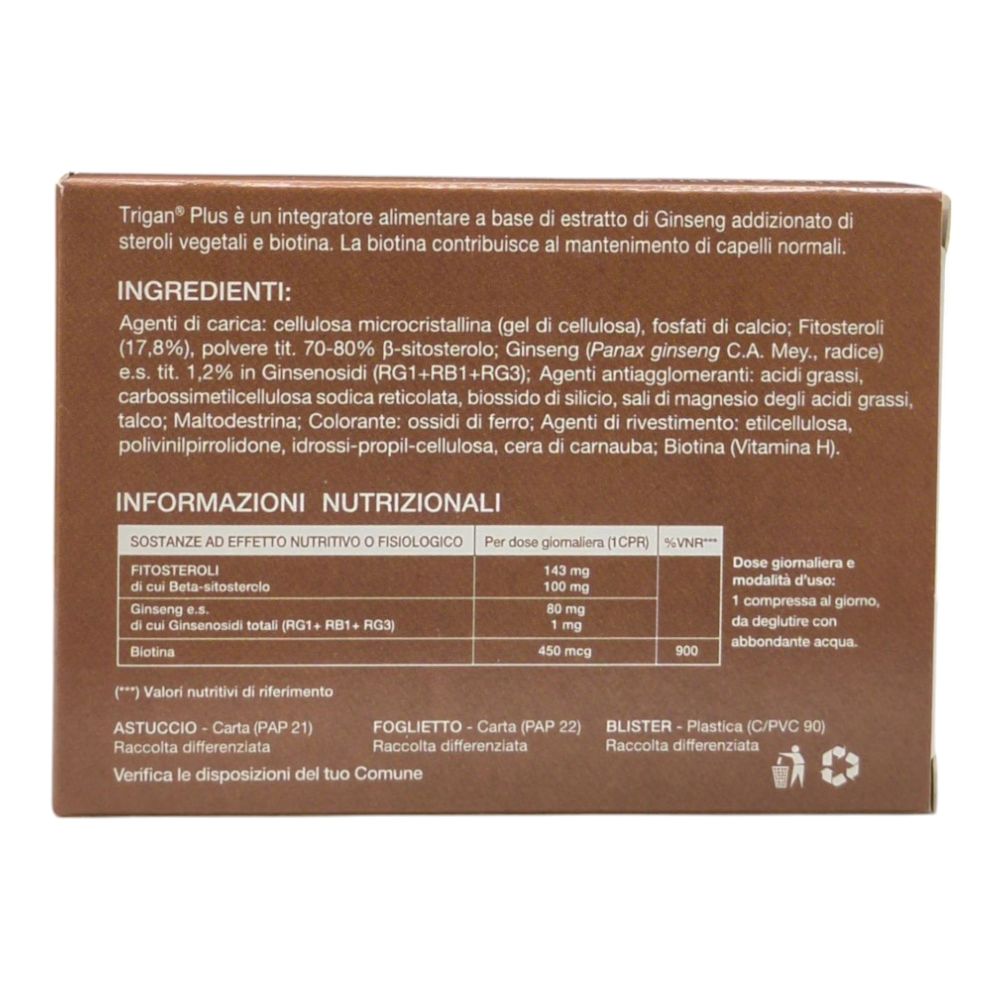 Trigan® Plus è un integratore alimentare a base di estratto di Ginseng addizionato di
steroli vegetali e biotina. La biotina contribuisce al mantenimento di capelli normali.
INGREDIENTI:
Agenti di carica: cellulosa microcristallina (gel di cellulosa), fosfati di calcio; Fitosteroli
(17,8%), polvere tit. 70-80% β-sitosterolo; Ginseng (Panax ginseng C.A. Mey., radice)
e.s. tit. 1,2% in Ginsenosidi (RG1+RB1+RG3); Agenti antiagglomeranti: acidi grassi,
carbossimetilcellulosa sodica reticolata, biossido di silicio, sali di magnesio degli acidi grassi,
talco; Maltodestrina; Colorante: ossidi di ferro; Agenti di rivestimento: etilcellulosa,
polivinilpirrolidone, idrossi-propil-cellulosa, cera di carnauba; Biotina (Vitamina H).
INFORMAZIONI NUTRIZIONALI
SOSTANZE AD EFFETTO NUTRITIVO O FISIOLOGICO Per dose giornaliera (1CPR) %VNR***
FITOSTEROLI 143 mg
di cui Beta-sitosterolo 100 mg
Ginseng e.s. 80 mg
di cui Ginsenosidi totali (RG1+ RB1+ RG3) 1 mg
Biotina 450 mcg 900
Dose giornaliera e
modalità d'uso:
1 compressa al giorno,
da deglutire con
abbondante acqua.
(***) Valori nutritivi di riferimento
ASTUCCIO - Carta (PAP 21) FOGLIETTO - Carta (PAP 22) BLISTER - Plastica (C/PVC 90)
Raccolta differenziata Raccolta differenziata Raccolta differenziata
Verifica le disposizioni del tuo Comune